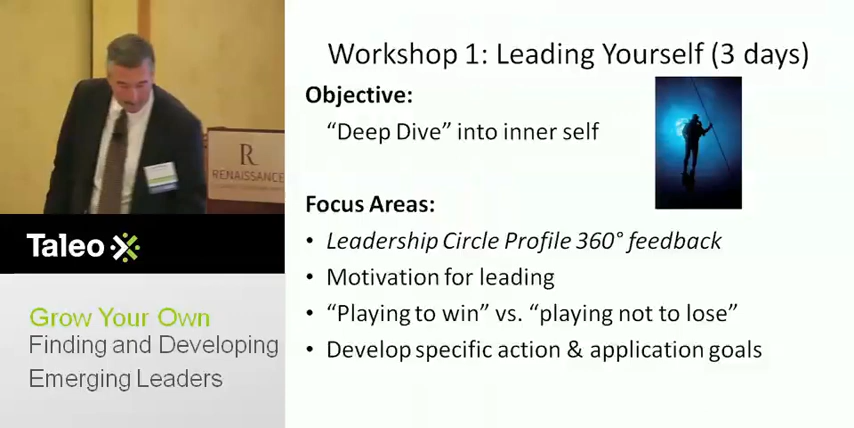 Workshop 1: Leading Yourself (3 days)
Objective:
“Deep Dive” into inner self
Focus Areas:
• Leadership Circle Profile 360° feedback
• Motivation for leading
• “Playing to win” vs. “playing not to lose”
• Develop specific action & application goals
R
RENAISSANCE
Taleo
Grow Your Own
Finding and Developing
Emerging Leaders